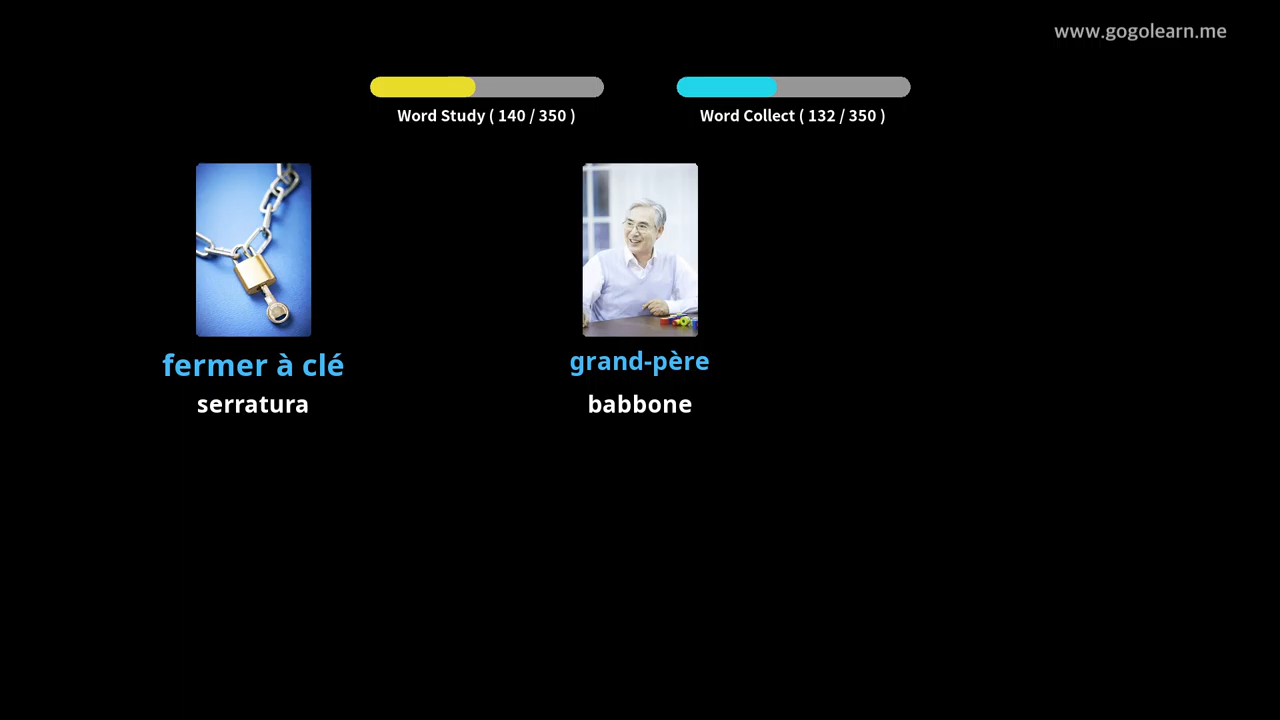 www.gogolearn.me
Word Study ( 140 / 350 )
Word Collect ( 132 / 350 )
fermer à clé
serratura
grand-père
babbone